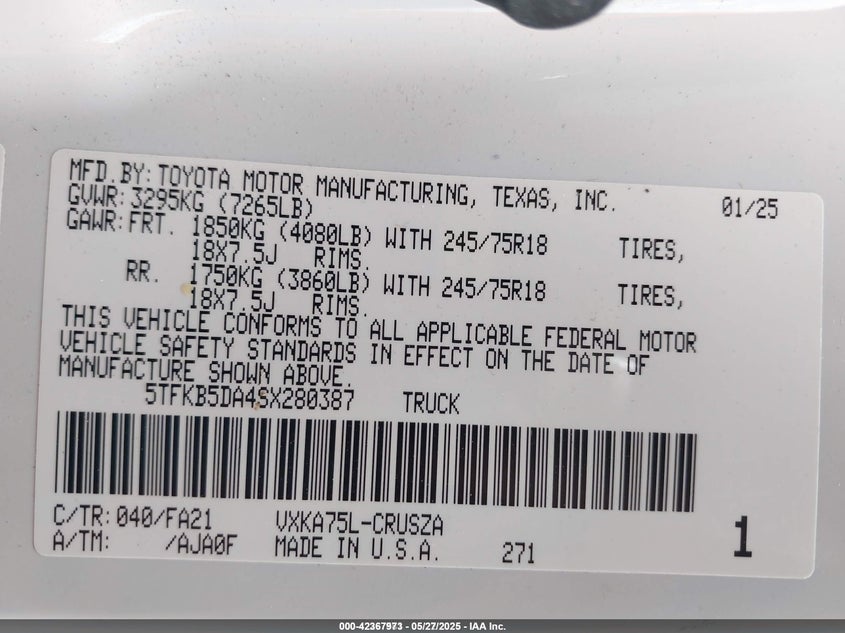 MFD.BY:TOYOTA MOTOR MANUFACTURING, TEXAS, INC. 01/25
GVWR:3295KG (7265LB)
GAWR:FRT. 1850KG (4080LB) WITH 245/75R18 TIRES,
18X7.5J RIMS.
RR. 1750KG (3860LB) WITH 245/75R18 TIRES,
18X7.5J RIMS.
THIS VEHICLE CONFORMS TO ALL APPLICABLE FEDERAL MOTOR
VEHICLE SAFETY STANDARDS IN EFFECT ON THE DATE OF
MANUFACTURE SHOWN ABOVE.
5TFKB5DA4SX280387 TRUCK
C/TR:040/FA21 VXKA75L-CRUSZA
A/TM: /AJA0F MADE IN U.S.A. 271 1
000-42367973 — 05/27/2025 - IAA Inc.